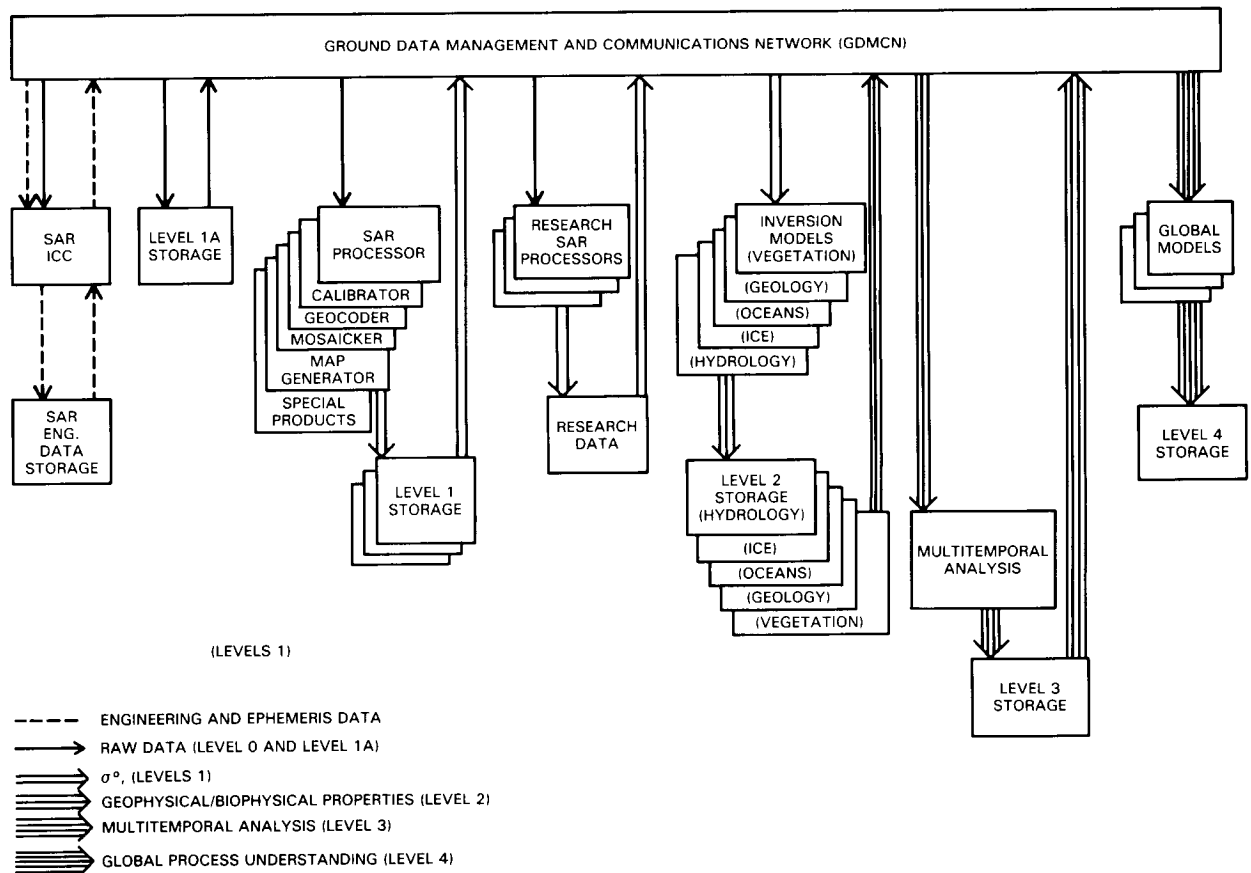 GROUND DATA MANAGEMENT AND COMMUNICATIONS NETWORK (GDMCN)
SAR
ICC
SAR
ENG.
DATA
STORAGE
LEVEL 1A
STORAGE
SAR
PROCESSOR
CALIBRATOR
GEOCODER
MOSAICKER
MAP
GENERATOR
SPECIAL
PRODUCTS
LEVEL 1
STORAGE
RESEARCH
SAR
PROCESSORS
RESEARCH
DATA
INVERSION
MODELS
(VEGETATION)
(GEOLOGY)
(OCEANS)
(ICE)
(HYDROLOGY)
LEVEL 2
STORAGE
(HYDROLOGY)
(ICE)
(OCEANS)
(GEOLOGY)
(VEGETATION)
MULTITEMPORAL
ANALYSIS
LEVEL 3
STORAGE
GLOBAL
MODELS
LEVEL 4
STORAGE
(LEVELS 1)
ENGINEERING AND EPHEMERIS DATA
RAW DATA (LEVEL 0 AND LEVEL 1A)
σ°, (LEVELS 1)
GEOPHYSICAL/BIOPHYSICAL PROPERTIES (LEVEL 2)
MULTITEMPORAL ANALYSIS (LEVEL 3)
GLOBAL PROCESS UNDERSTANDING (LEVEL 4)